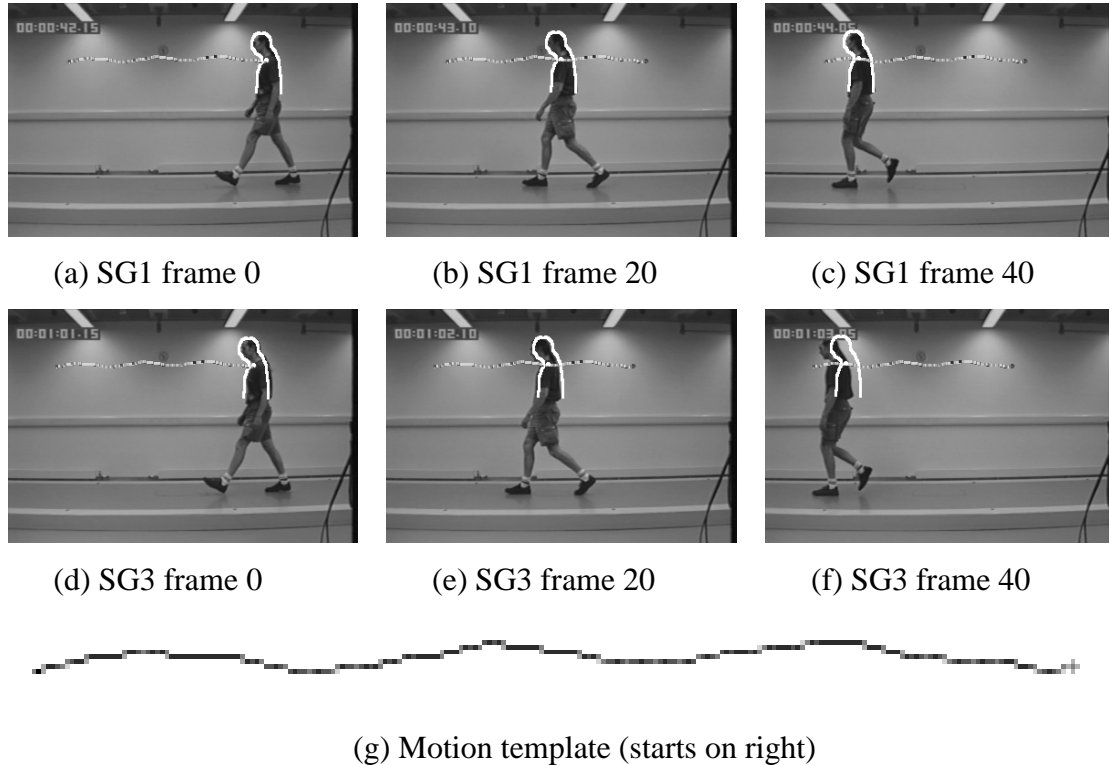 00:00:42.15
00:00:43.10
00:00:44.05
(a) SG1 frame 0
(b) SG1 frame 20
(c) SG1 frame 40
00:01:01.15
00:01:02.10
00:01:03.05
(d) SG3 frame 0
(e) SG3 frame 20
(f) SG3 frame 40
(g) Motion template (starts on right)